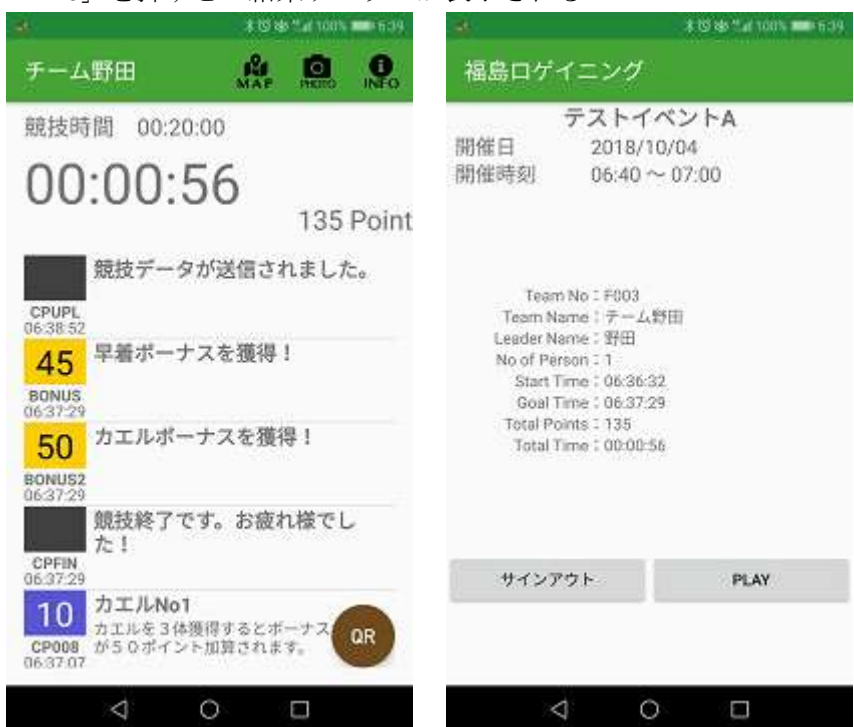 100% 6:39
チーム野田
MAP
PHOTO
INFO
競技時間 00:20:00
00:00:56
135 Point
競技データが送信されました。
CPUPL
06:38:52
45
早着ボーナスを獲得！
BONUS
06:37:29
50
カエルボーナスを獲得！
BONUS2
06:37:29
競技終了です。お疲れ様でし
た！
CPFIN
06:37:29
10
カエルNo1
カエルを３体獲得するとボーナス
が５０ポイント加算されます。
CP008
06:37:07
QR
100% 6:39
福島ロゲイニング
テストイベントA
開催日 2018/10/04
開催時刻 06:40 ～ 07:00
Team No : F003
Team Name : チーム野田
Leader Name : 野田
No of Person : 1
Start Time : 06:36:32
Goal Time : 06:37:29
Total Points : 135
Total Time : 00:00:56
サインアウト
PLAY